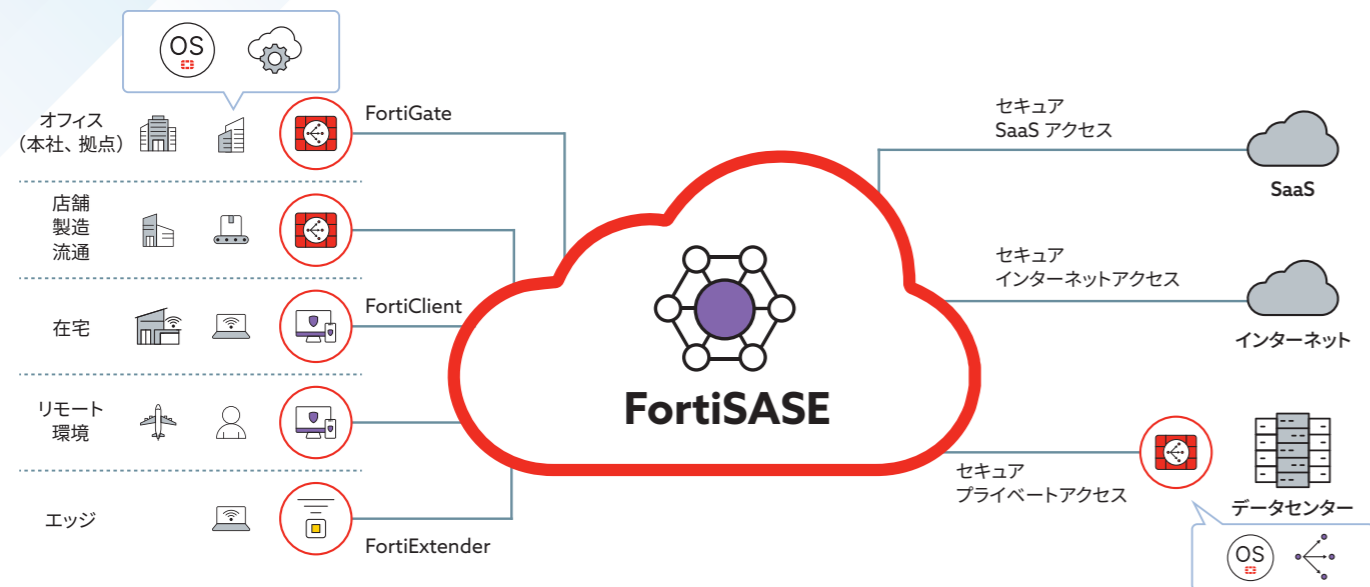 OS
オフィス
（本社、拠点）
FortiGate
店舗
製造
流通
在宅
FortiClient
リモート
環境
エッジ
FortiExtender
FortiSASE
セキュア
SaaS アクセス
SaaS
セキュア
インターネットアクセス
インターネット
セキュア
プライベートアクセス
データセンター
OS